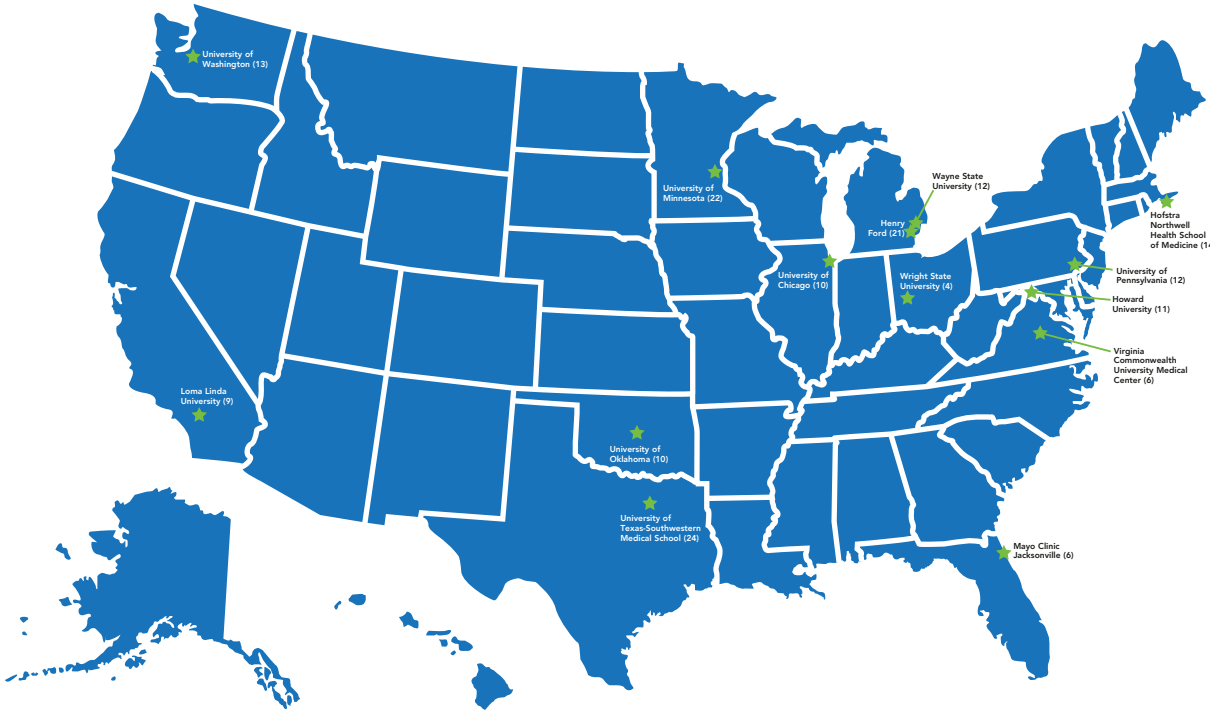 University of
Washington (13)
University of
Minnesota (22)
Wayne State
University (12)
Henry
Ford (21)
Hofstra
Northwell
Health School
of Medicine (14
University of
Chicago (10)
Wright State
University (4)
University of
Pennsylvania (12)
Howard
University (11)
Virginia
Commonwealth
University Medical
Center (6)
Loma Linda
University (9)
University of
Oklahoma (10)
University of
Texas-Southwestern
Medical School (24)
Mayo Clinic
Jacksonville (6)